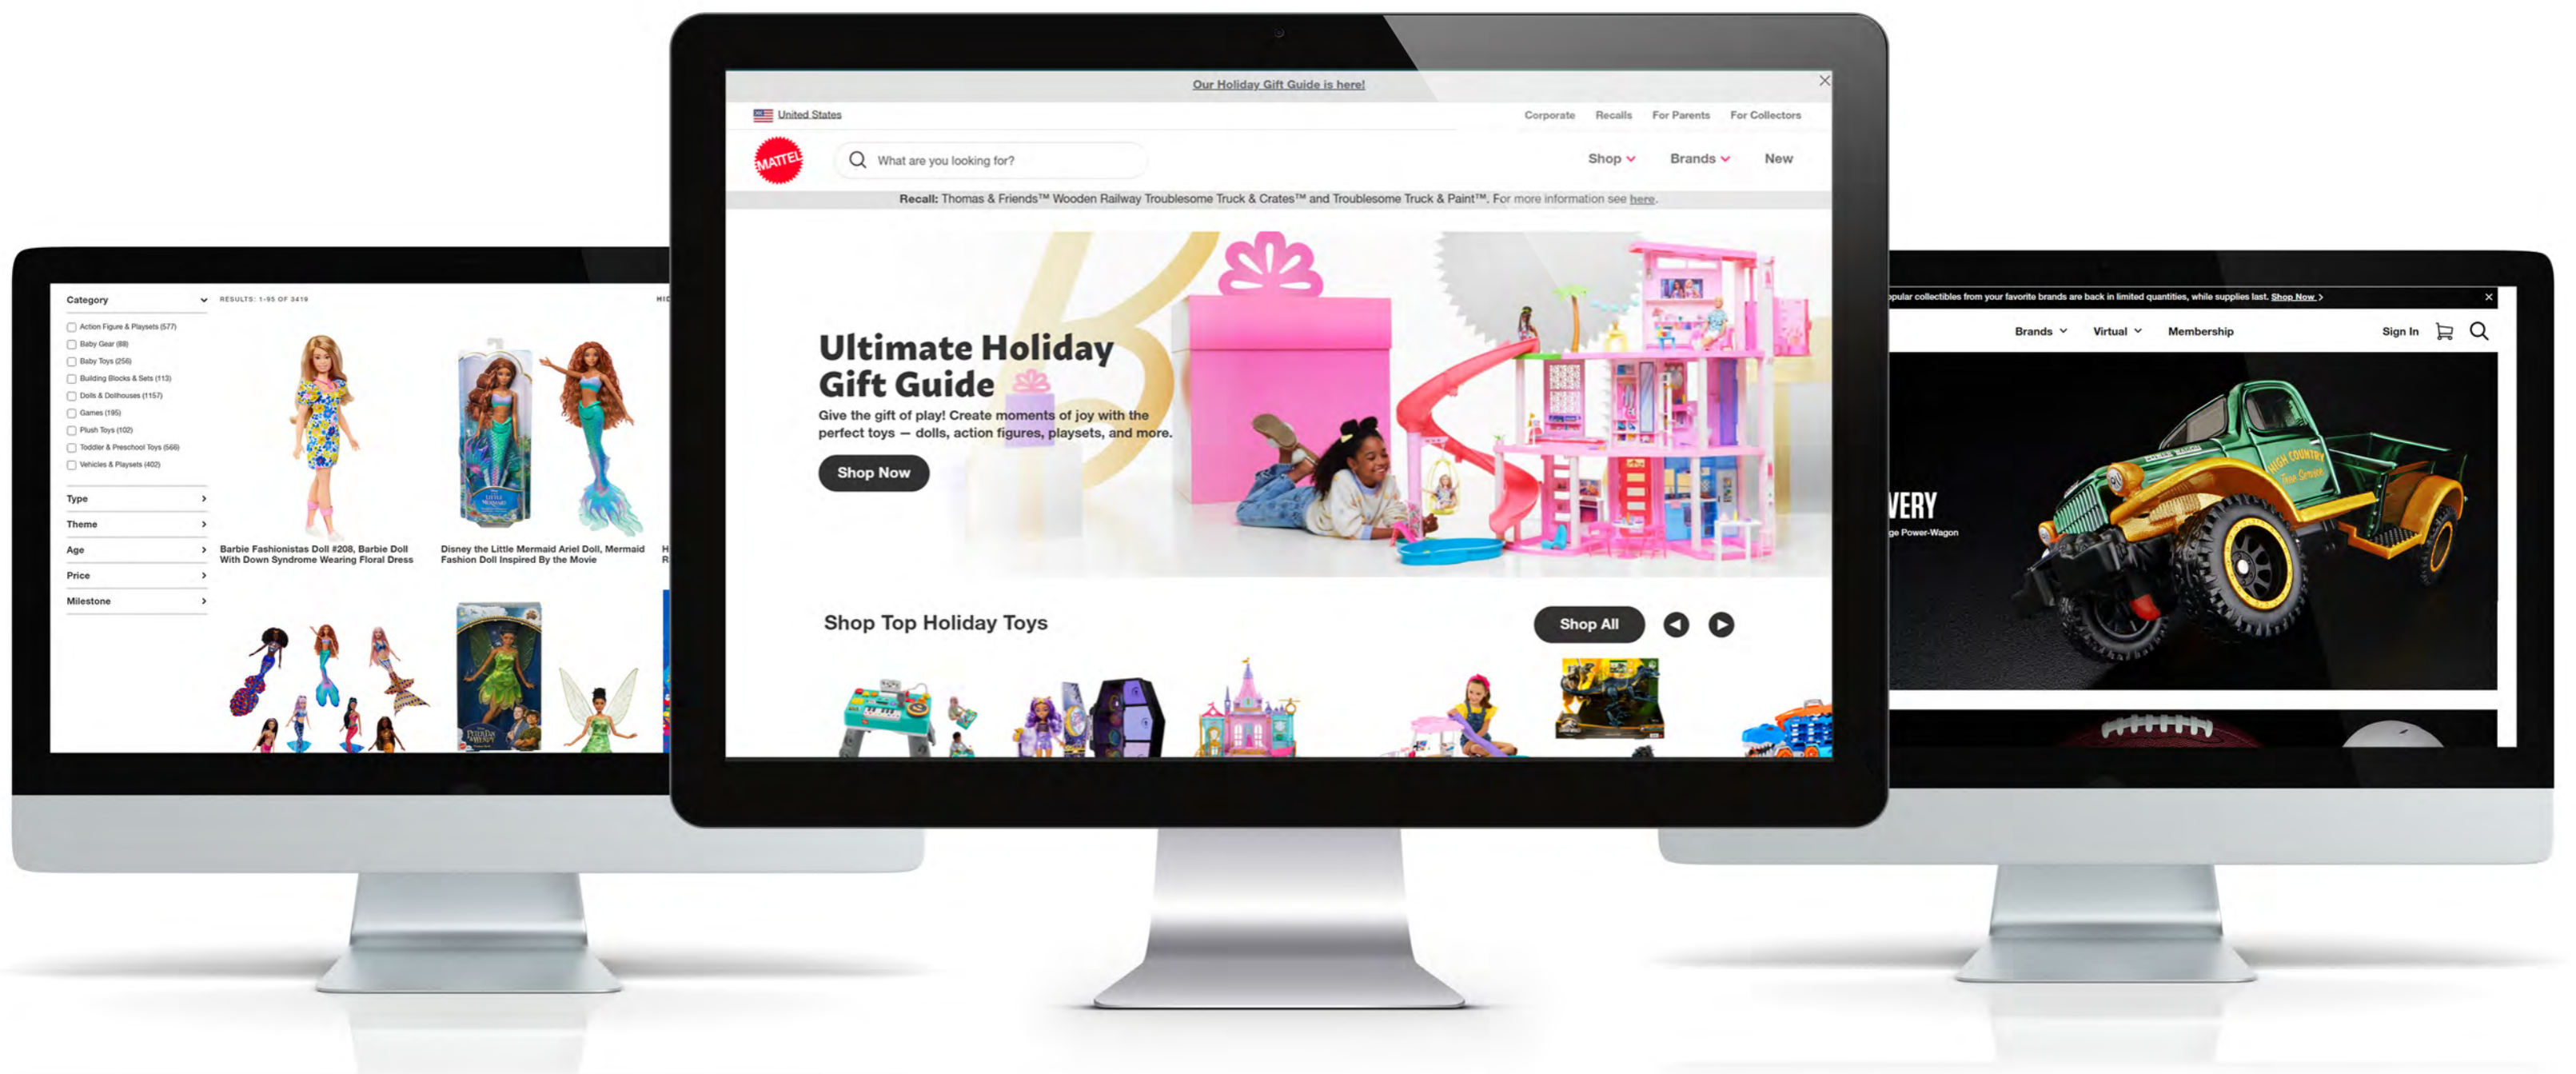 Our Holiday Gift Guide is here!
United States
Corporate Recalls For Parents For Collectors
MATTEL
What are you looking for?
Shop Brands New
Recall: Thomas & Friends™ Wooden Railway Troublesome Truck & Crates™ and Troublesome Truck & Paint™. For more information see here.
Ultimate Holiday
Gift Guide
Give the gift of play! Create moments of joy with the
perfect toys — dolls, action figures, playsets, and more.
Shop Now
Shop Top Holiday Toys
Shop All
Category
RESULTS: 1-95 OF 3419
HID
Action Figure & Playsets (577)
Baby Gear (88)
Baby Toys (256)
Building Blocks & Sets (113)
Dolls & Dollhouses (1157)
Games (195)
Plush Toys (102)
Toddler & Preschool Toys (566)
Vehicles & Playsets (402)
Type
Theme
Age
Price
Milestone
Barbie Fashionistas Doll #208, Barbie Doll
With Down Syndrome Wearing Floral Dress
Disney the Little Mermaid Ariel Doll, Mermaid
Fashion Doll Inspired By the Movie
H
R
PETER PAN
& WENDY
opular collectibles from your favorite brands are back in limited quantities, while supplies last. Shop Now >
Brands Virtual Membership
Sign In
VERY
ge Power-Wagon
HIGH COUNTRY